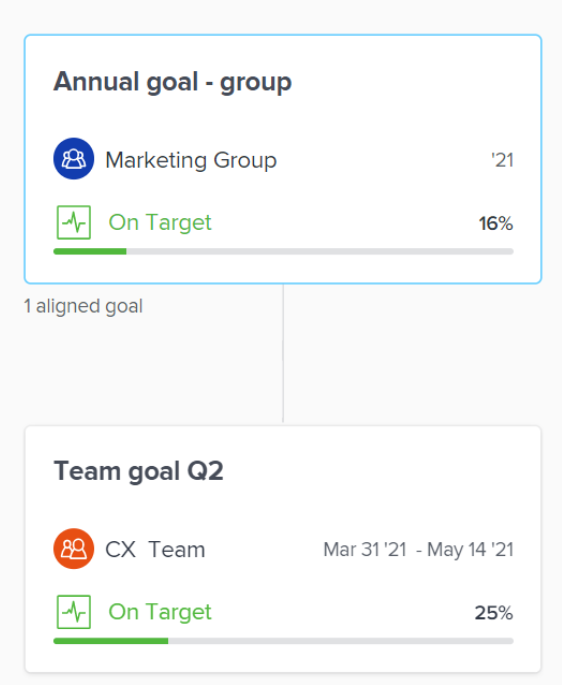 Annual goal - group
Marketing Group '21
On Target 16%
1 aligned goal
Team goal Q2
CX Team Mar 31 '21 - May 14 '21
On Target 25%